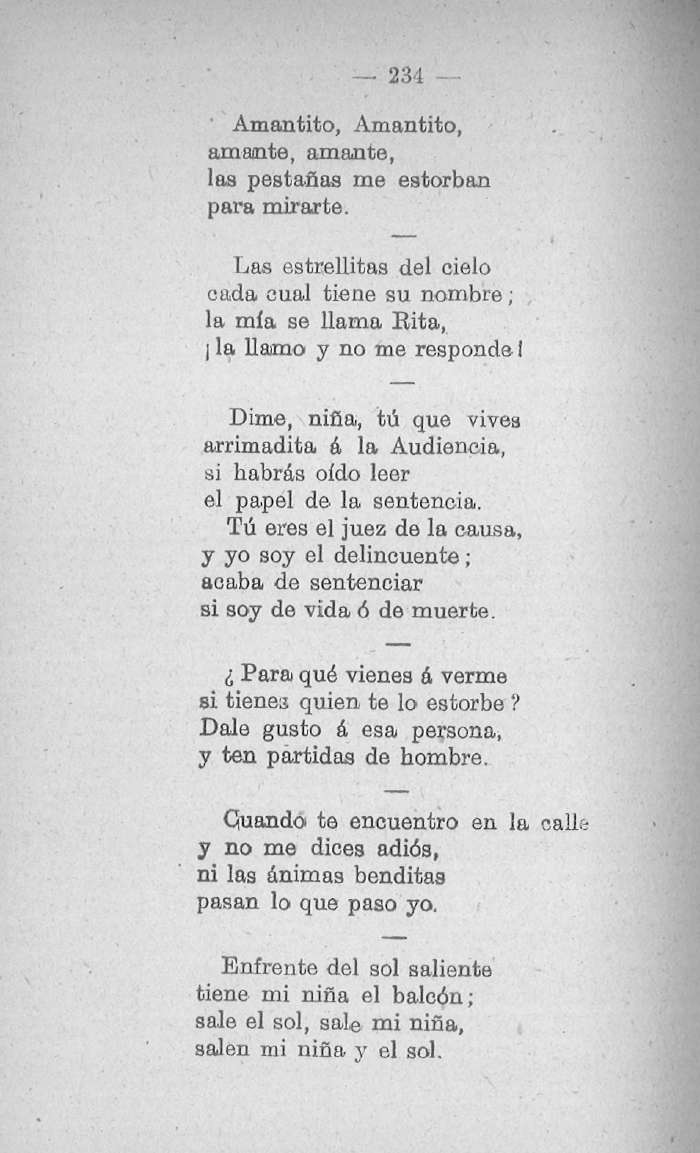 — 234 —
Amantito, Amantito,
amante, amante,
las pestañas me estorban
para mirarte.
—
Las estrellitas del cielo
cada cual tiene su nombre;
la mía se llama Rita,
¡la llamo y no me responde!
—
Dime, niña, tú que vives
arrimadita á la Audiencia,
si habrás oído leer
el papel de la sentencia.
Tú eres el juez de la causa,
y yo soy el delincuente;
acaba de sentenciar
si soy de vida ó de muerte.
—
¿Para qué vienes á verme
si tienes quien te lo estorbe?
Dale gusto á esa persona,
y ten partidas de hombre.
—
Cuando te encuentro en la calle
y no me dices adiós,
ni las ánimas benditas
pasan lo que paso yo.
—
Enfrente del sol saliente
tiene mi niña el balcón;
sale el sol, sale mi niña,
salen mi niña y el sol.